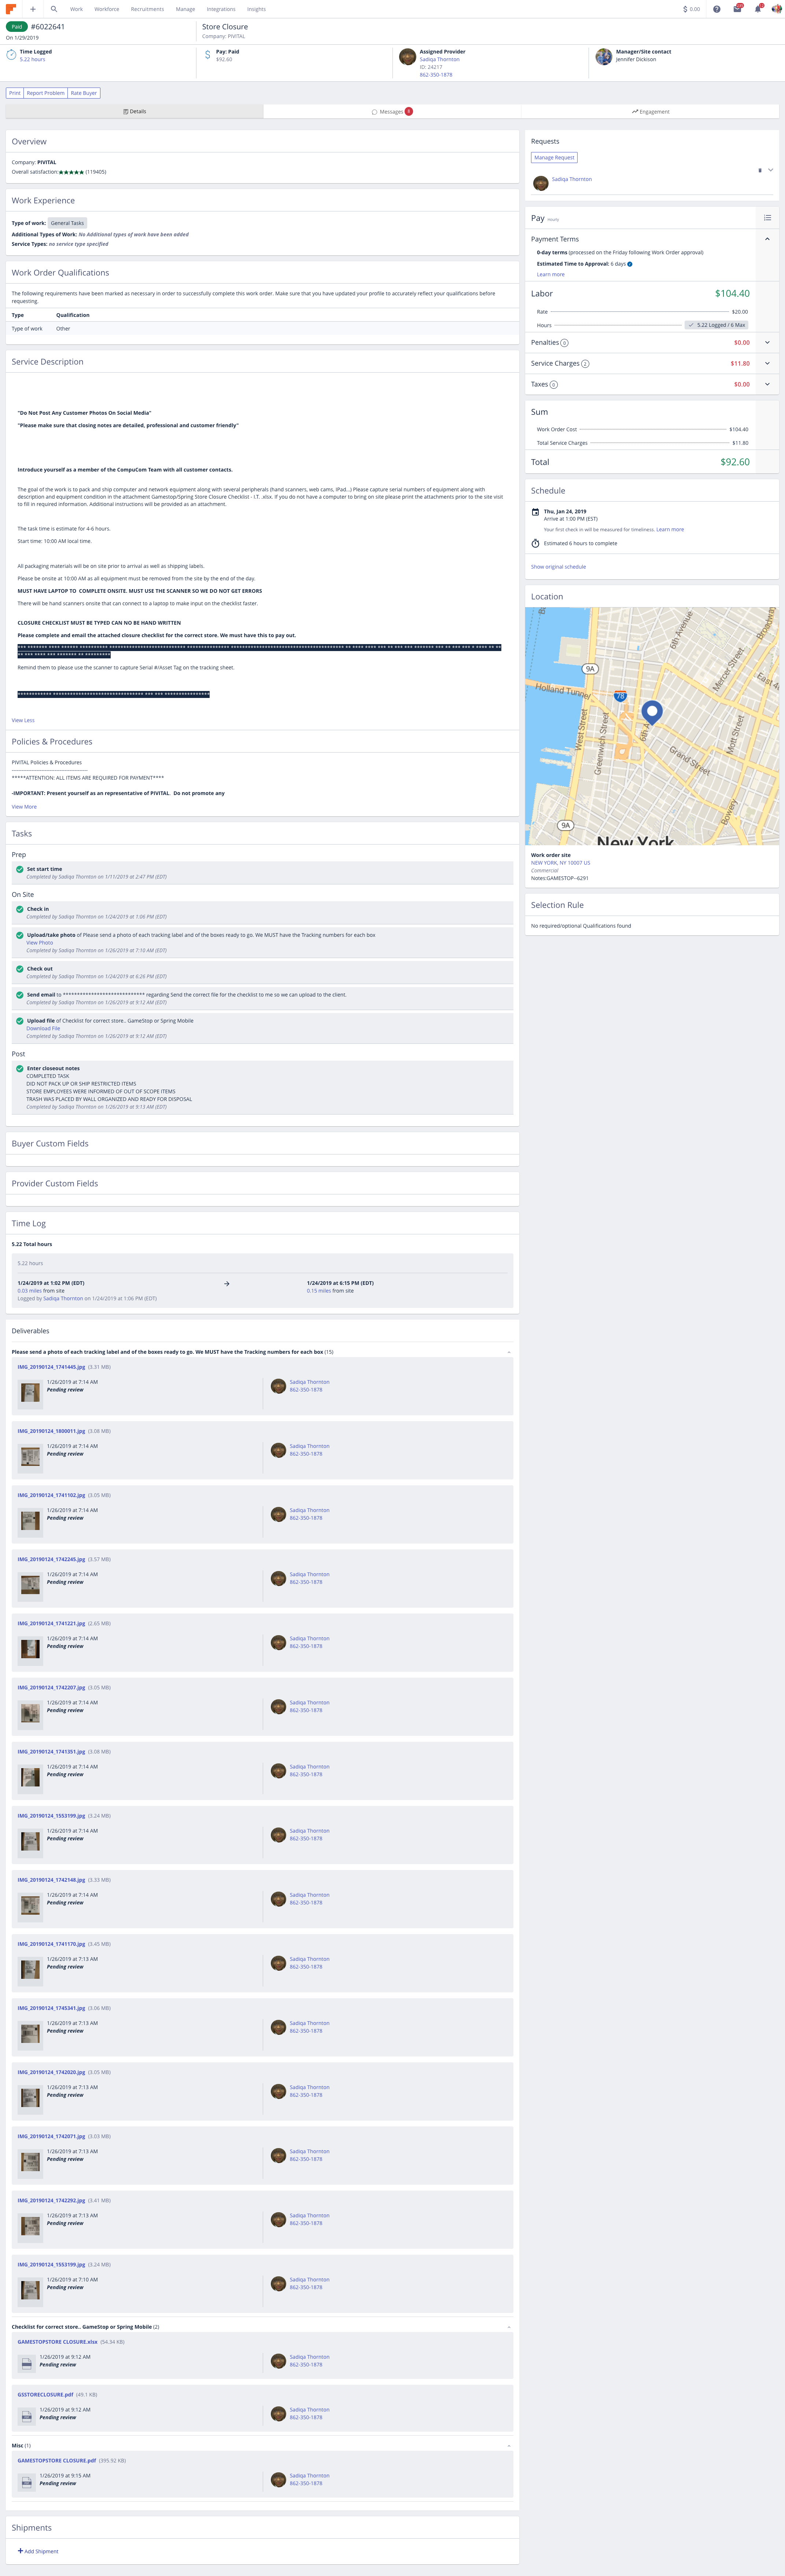 Work Workforce Recruitments Manage Integrations Insights $ 0.00
Paid #6022641
On 1/29/2019
Store Closure
Company: PIVITAL
Time Logged
5.22 hours
Pay: Paid
$92.60
Assigned Provider
Sadiqa Thornton
ID: 24217
862-350-1878
Manager/Site contact
Jennifer Dickison
Print Report Problem Rate Buyer
Details Messages Engagement
Overview
Company: PIVITAL
Overall satisfaction: ★★★★★ (119405)
Work Experience
Type of work: General Tasks
Additional Types of Work: No Additional types of work have been added
Service Types: no service type specified
Work Order Qualifications
The following requirements have been marked as necessary in order to successfully complete this work order. Make sure that you have updated your profile to accurately reflect your qualifications before
requesting.
Type Qualification
Type of work Other
Service Description
"Do Not Post Any Customer Photos On Social Media"
"Please make sure that closing notes are detailed, professional and customer friendly"
Introduce yourself as a member of the CompuCom Team with all customer contacts.
The goal of the work is to pack and ship computer and network equipment along with several peripherals (hand scanners, web cams, IPad...) Please capture serial numbers of equipment along with
description and equipment condition in the attachment Gamestop/Spring Store Closure Checklist - I.T. .xlsx. If you do not have a computer to bring on site please print the attachments prior to the site visit
to fill in required information. Additional instructions will be provided as an attachment.
The task time is estimate for 4-6 hours.
Start time: 10:00 AM local time.
All packaging materials will be on site prior to arrival as well as shipping labels.
Please be onsite at 10:00 AM as all equipment must be removed from the site by the end of the day.
MUST HAVE LAPTOP TO COMPLETE ONSITE. MUST USE THE SCANNER SO WE DO NOT GET ERRORS
There will be hand scanners onsite that can connect to a laptop to make input on the checklist faster.
CLOSURE CHECKLIST MUST BE TYPED CAN NO BE HAND WRITTEN
Please complete and email the attached closure checklist for the correct store. We must have this to pay out.
Remind them to please use the scanner to capture Serial #/Asset Tag on the tracking sheet.
View Less
Policies & Procedures
PIVITAL Policies & Procedures
*****ATTENTION: ALL ITEMS ARE REQUIRED FOR PAYMENT****
-IMPORTANT: Present yourself as an representative of PIVITAL. Do not promote any
View More
Tasks
Prep
Set start time
Completed by Sadiqa Thornton on 1/11/2019 at 2:47 PM (EDT)
On Site
Check in
Completed by Sadiqa Thornton on 1/24/2019 at 1:06 PM (EDT)
Upload/take photo of Please send a photo of each tracking label and of the boxes ready to go. We MUST have the Tracking numbers for each box
View Photo
Completed by Sadiqa Thornton on 1/26/2019 at 7:10 AM (EDT)
Check out
Completed by Sadiqa Thornton on 1/24/2019 at 6:26 PM (EDT)
Send email to **************************** regarding Send the correct file for the checklist to me so we can upload to the client.
Completed by Sadiqa Thornton on 1/26/2019 at 9:12 AM (EDT)
Upload file of Checklist for correct store.. GameStop or Spring Mobile
Download File
Completed by Sadiqa Thornton on 1/26/2019 at 9:12 AM (EDT)
Post
Enter closeout notes
COMPLETED TASK
DID NOT PACK UP OR SHIP RESTRICTED ITEMS
STORE EMPLOYEES WERE INFORMED OF OUT OF SCOPE ITEMS
TRASH WAS PLACED BY WALL ORGANIZED AND READY FOR DISPOSAL
Completed by Sadiqa Thornton on 1/26/2019 at 9:13 AM (EDT)
Buyer Custom Fields
Provider Custom Fields
Time Log
5.22 Total hours
5.22 hours
1/24/2019 at 1:02 PM (EDT) 1/24/2019 at 6:15 PM (EDT)
0.03 miles from site 0.15 miles from site
Logged by Sadiqa Thornton on 1/24/2019 at 1:06 PM (EDT)
Deliverables
Please send a photo of each tracking label and of the boxes ready to go. We MUST have the Tracking numbers for each box (15)
IMG_20190124_1741445.jpg (3.31 MB)
1/26/2019 at 7:14 AM Sadiqa Thornton
Pending review 862-350-1878
IMG_20190124_1800011.jpg (3.08 MB)
1/26/2019 at 7:14 AM Sadiqa Thornton
Pending review 862-350-1878
IMG_20190124_1741102.jpg (3.05 MB)
1/26/2019 at 7:14 AM Sadiqa Thornton
Pending review 862-350-1878
IMG_20190124_1742245.jpg (3.57 MB)
1/26/2019 at 7:14 AM Sadiqa Thornton
Pending review 862-350-1878
IMG_20190124_1741221.jpg (2.65 MB)
1/26/2019 at 7:14 AM Sadiqa Thornton
Pending review 862-350-1878
IMG_20190124_1742207.jpg (3.05 MB)
1/26/2019 at 7:14 AM Sadiqa Thornton
Pending review 862-350-1878
IMG_20190124_1741351.jpg (3.08 MB)
1/26/2019 at 7:14 AM Sadiqa Thornton
Pending review 862-350-1878
IMG_20190124_1553199.jpg (3.24 MB)
1/26/2019 at 7:14 AM Sadiqa Thornton
Pending review 862-350-1878
IMG_20190124_1742148.jpg (3.33 MB)
1/26/2019 at 7:14 AM Sadiqa Thornton
Pending review 862-350-1878
IMG_20190124_1741170.jpg (3.45 MB)
1/26/2019 at 7:13 AM Sadiqa Thornton
Pending review 862-350-1878
IMG_20190124_1745341.jpg (3.06 MB)
1/26/2019 at 7:13 AM Sadiqa Thornton
Pending review 862-350-1878
IMG_20190124_1742020.jpg (3.05 MB)
1/26/2019 at 7:13 AM Sadiqa Thornton
Pending review 862-350-1878
IMG_20190124_1742071.jpg (3.03 MB)
1/26/2019 at 7:13 AM Sadiqa Thornton
Pending review 862-350-1878
IMG_20190124_1742292.jpg (3.41 MB)
1/26/2019 at 7:13 AM Sadiqa Thornton
Pending review 862-350-1878
IMG_20190124_1553199.jpg (3.24 MB)
1/26/2019 at 7:10 AM Sadiqa Thornton
Pending review 862-350-1878
Checklist for correct store.. GameStop or Spring Mobile (2)
GAMESTOPSTORE CLOSURE.xlsx (54.34 KB)
1/26/2019 at 9:12 AM Sadiqa Thornton
Pending review 862-350-1878
GSSTORECLOSURE.pdf (49.1 KB)
1/26/2019 at 9:12 AM Sadiqa Thornton
Pending review 862-350-1878
Misc (1)
GAMESTOPSTORE CLOSURE.pdf (395.92 KB)
1/26/2019 at 9:15 AM Sadiqa Thornton
Pending review 862-350-1878
Shipments
+ Add Shipment
Requests
Manage Request
Sadiqa Thornton
Pay Hourly
Payment Terms
0-day terms (processed on the Friday following Work Order approval)
Estimated Time to Approval: 6 days
Learn more
Labor $104.40
Rate $20.00
Hours 5.22 Logged / 6 Max
Penalties 0 $0.00
Service Charges 2 $11.80
Taxes 0 $0.00
Sum
Work Order Cost $104.40
Total Service Charges $11.80
Total $92.60
Schedule
Thu, Jan 24, 2019
Arrive at 1:00 PM (EST)
Your first check in will be measured for timeliness. Learn more
Estimated 6 hours to complete
Show original schedule
Location
6th Avenue
Mercer Street
Broadway
East 4
9A
Holland Tunnel
I 78
West Street
Greenwich Street
6th A
Grand Street
Mott Street
Bowery
9A
New York
Work order site
NEW YORK, NY 10007 US
Commercial
Notes:GAMESTOP--6291
Selection Rule
No required/optional Qualifications found